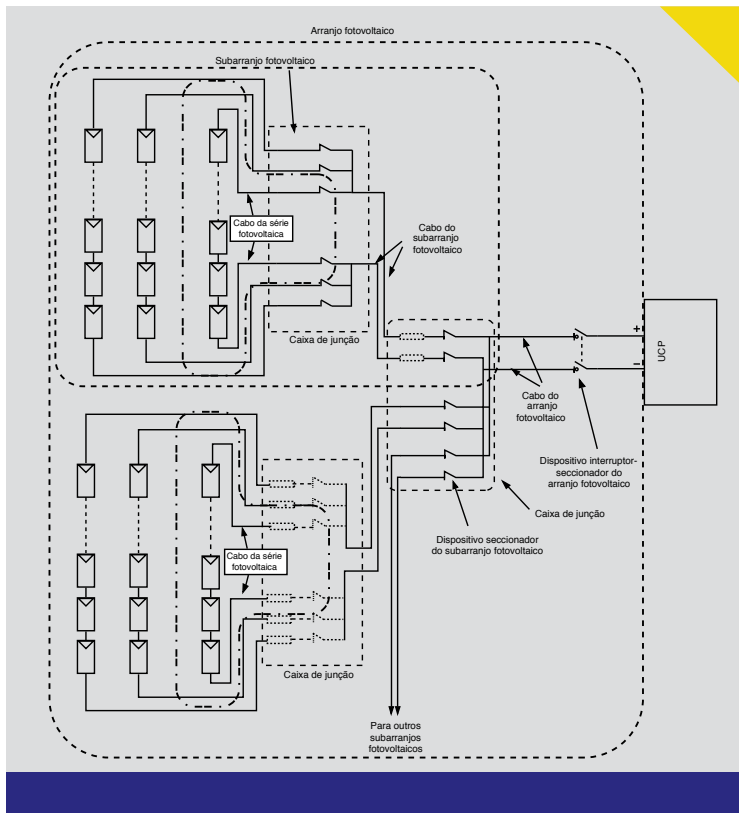 Arranjo fotovoltaico
Subarranjo fotovoltaico
Cabo da série
fotovoltaica
Cabo do
subarranjo
fotovoltaico
Caixa de junção
+
−
UCP
Cabo do
arranjo
fotovoltaico
Dispositivo interruptor-
seccionador do
arranjo fotovoltaico
Caixa de junção
Dispositivo seccionador
do subarranjo fotovoltaico
Cabo da série
fotovoltaica
Caixa de junção
Para outros
subarranjos
fotovoltaicos